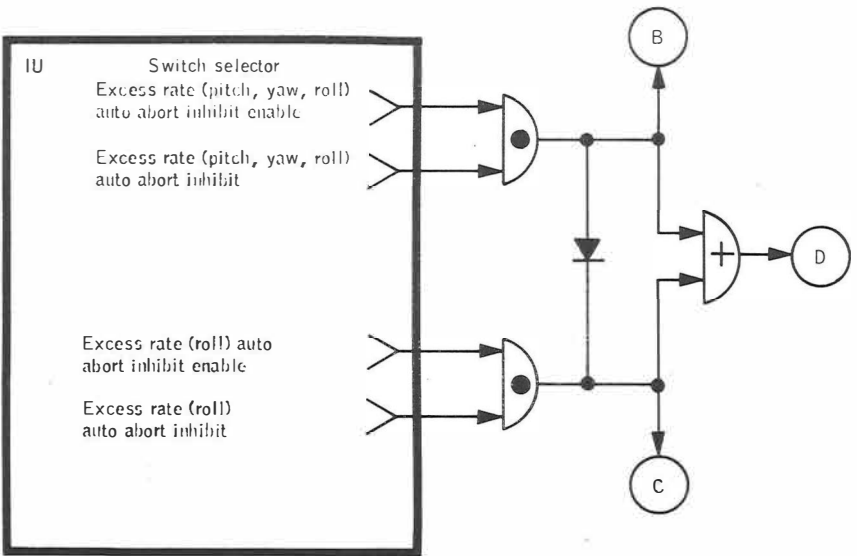 B
IU
Switch selector
Excess rate (pitch, yaw, roll)
auto abort inhibit enable
Excess rate (pitch, yaw, roll)
auto abort inhibit
+
D
Excess rate (roll) auto
abort inhibit enable
Excess rate (roll)
auto abort inhibit
C